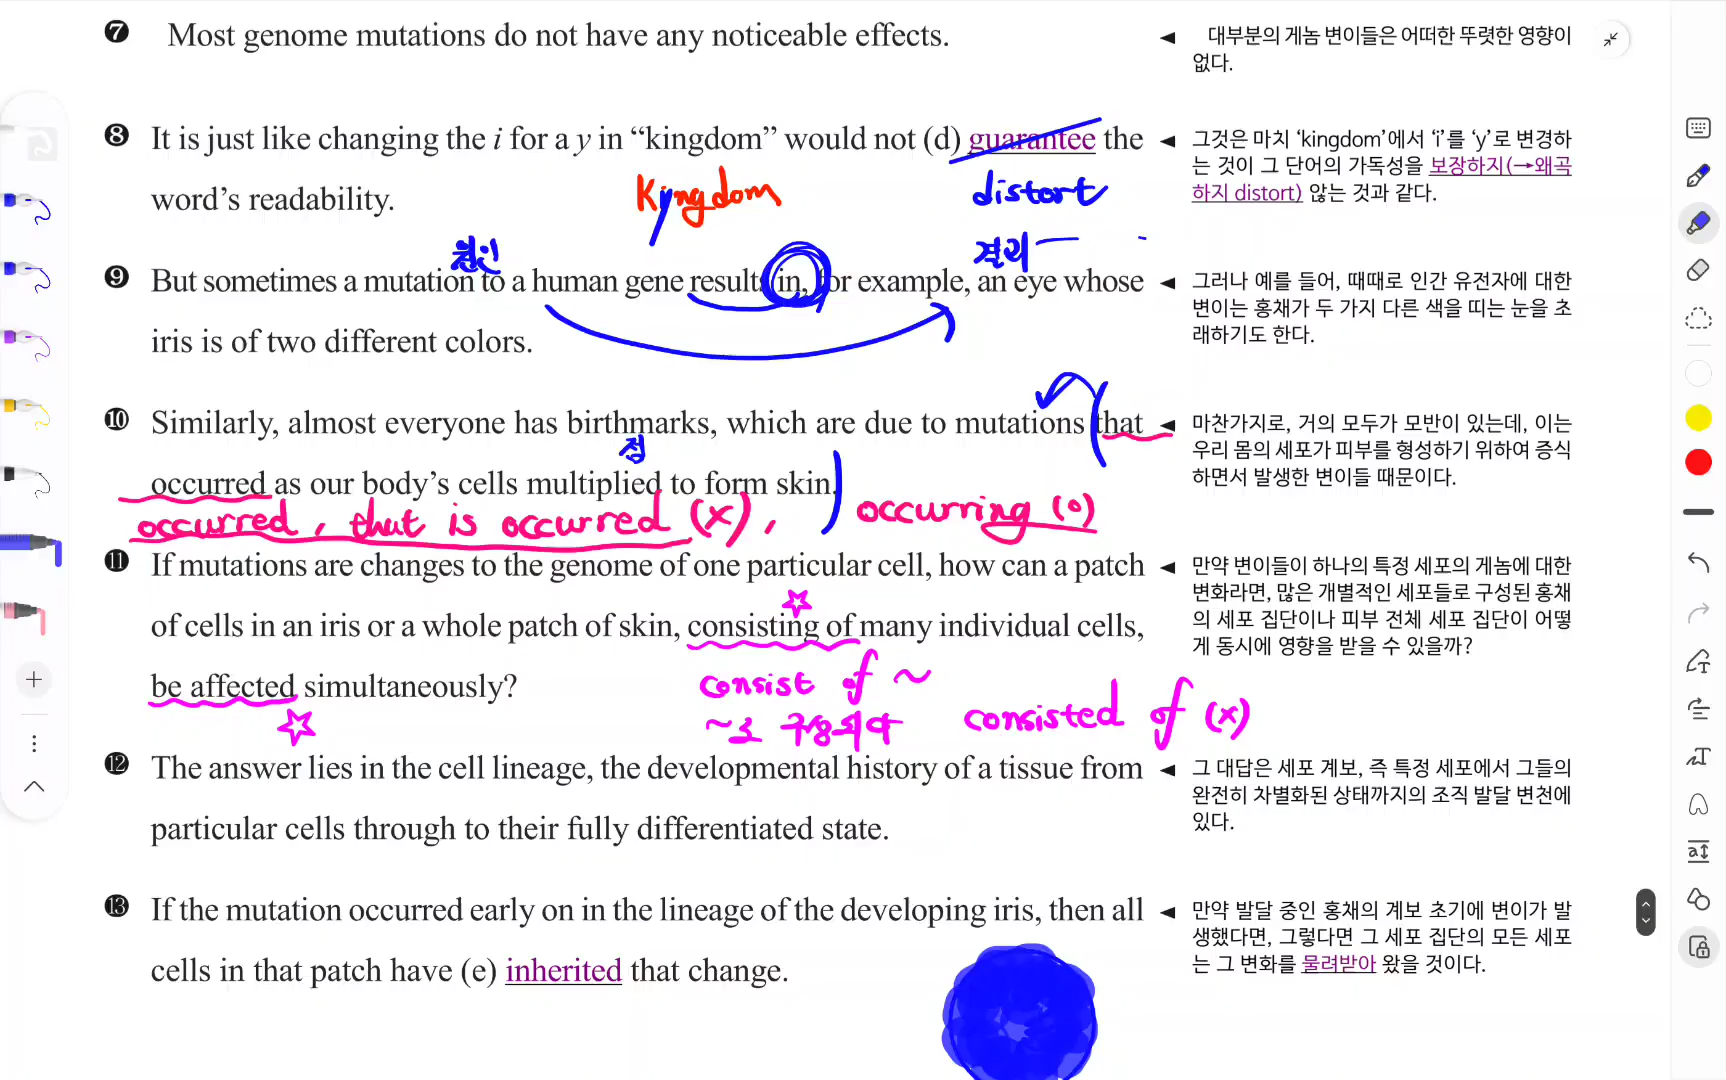 ❼ Most genome mutations do not have any noticeable effects.
◀ 대부분의 게놈 변이들은 어떠한 뚜렷한 영향이
없다.
❽ It is just like changing the i for a y in “kingdom” would not (d) guarantee the
word’s readability.
Kyngdom
distort
◀ 그것은 마치 ‘kingdom’에서 ‘i’를 ‘y’로 변경하
는 것이 그 단어의 가독성을 보장하지(→왜곡
하지 distort) 않는 것과 같다.
원인
결과
❾ But sometimes a mutation to a human gene results in, for example, an eye whose
iris is of two different colors.
◀ 그러나 예를 들어, 때때로 인간 유전자에 대한
변이는 홍채가 두 가지 다른 색을 띠는 눈을 초
래하기도 한다.
❿ Similarly, almost everyone has birthmarks, which are due to mutations that
점
occurred as our body’s cells multiplied to form skin.
occurred, that is occurred (x), occurring (o)
◀ 마찬가지로, 거의 모두가 모반이 있는데, 이는
우리 몸의 세포가 피부를 형성하기 위하여 증식
하면서 발생한 변이들 때문이다.
⓫ If mutations are changes to the genome of one particular cell, how can a patch
of cells in an iris or a whole patch of skin, consisting of many individual cells,
be affected simultaneously?
consist of ~
~로 구성되다
consisted of (x)
◀ 만약 변이들이 하나의 특정 세포의 게놈에 대한
변화라면, 많은 개별적인 세포들로 구성된 홍채
의 세포 집단이나 피부 전체 세포 집단이 어떻
게 동시에 영향을 받을 수 있을까?
⓬ The answer lies in the cell lineage, the developmental history of a tissue from
particular cells through to their fully differentiated state.
◀ 그 대답은 세포 계보, 즉 특정 세포에서 그들의
완전히 차별화된 상태까지의 조직 발달 변천에
있다.
⓭ If the mutation occurred early on in the lineage of the developing iris, then all
cells in that patch have (e) inherited that change.
◀ 만약 발달 중인 홍채의 계보 초기에 변이가 발
생했다면, 그렇다면 그 세포 집단의 모든 세포
는 그 변화를 물려받아 왔을 것이다.